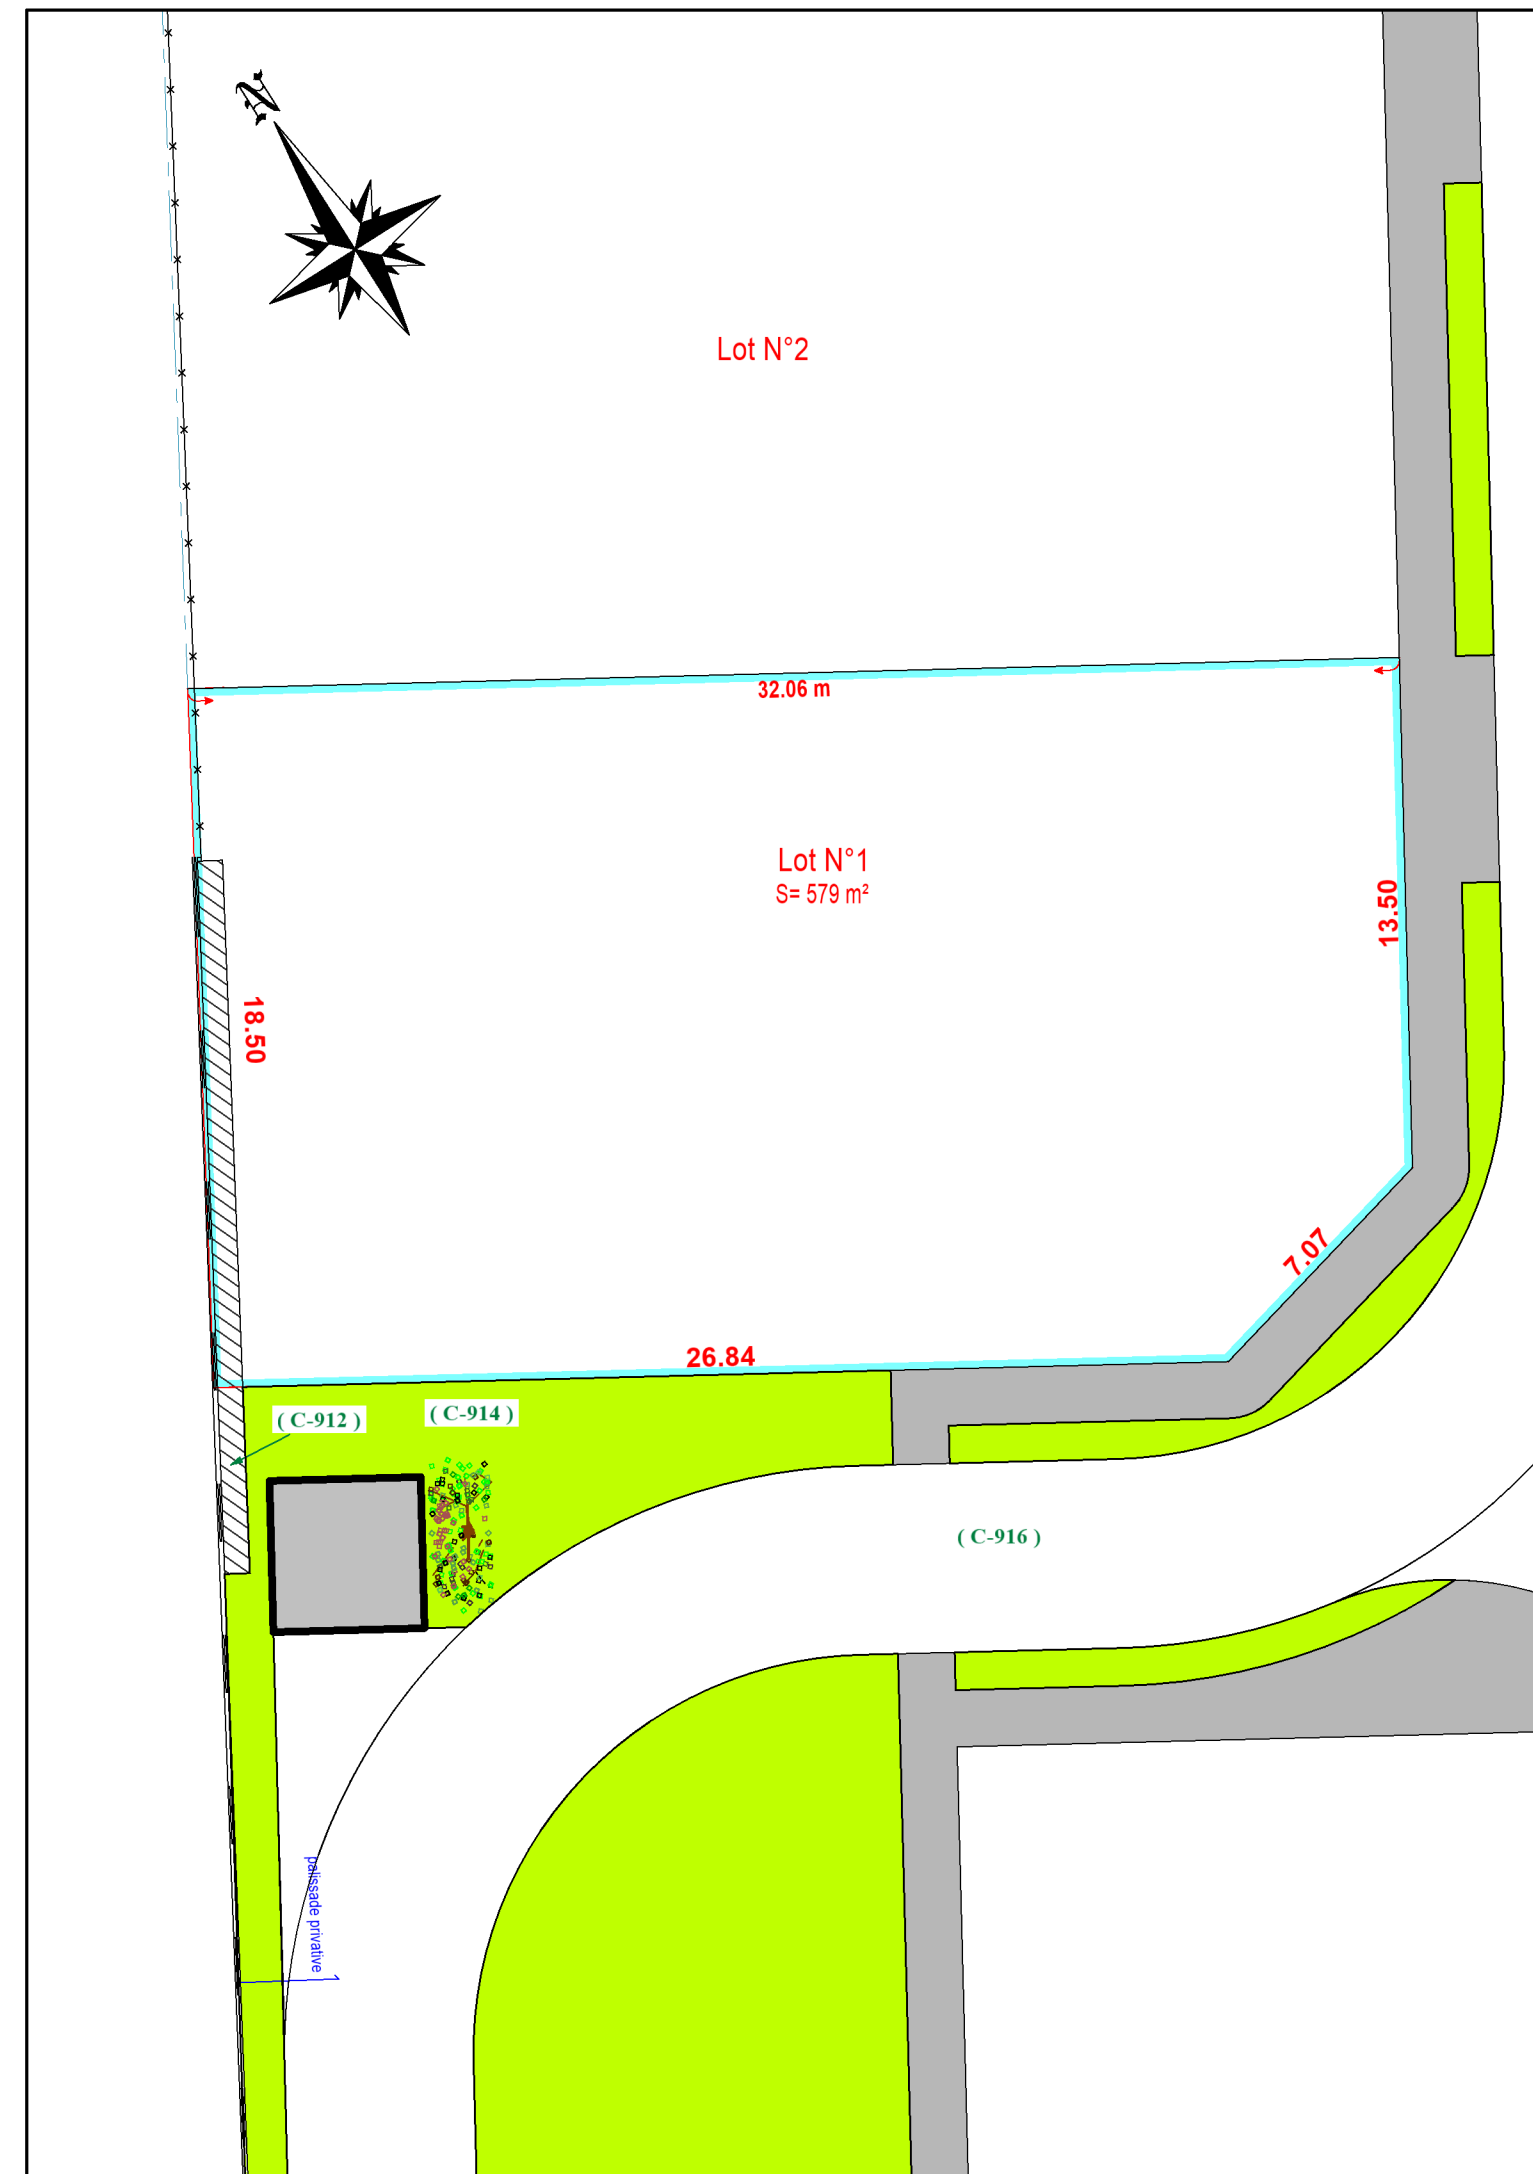 N
Lot N°2
32.06 m
Lot N°1
S= 579 m²
13.50
18.50
7.07
26.84
( C-912 )
( C-914 )
( C-916 )
palissade privative